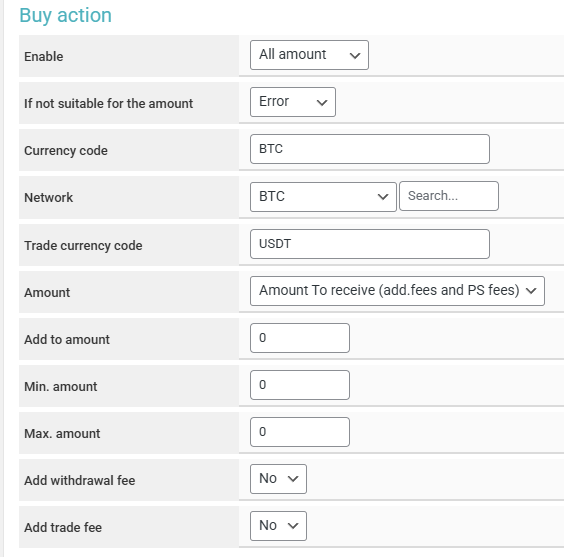 Buy action
Enable All amount
If not suitable for the amount Error
Currency code BTC
Network BTC Search...
Trade currency code USDT
Amount Amount To receive (add.fees and PS fees)
Add to amount 0
Min. amount 0
Max. amount 0
Add withdrawal fee No
Add trade fee No